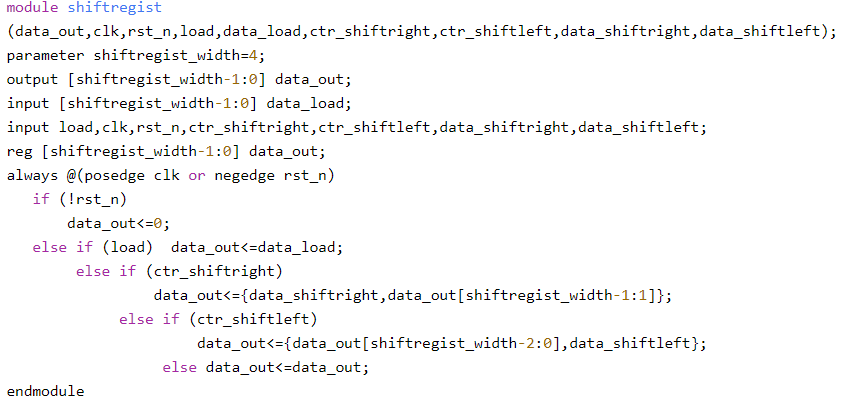 module shiftregist
(data_out,clk,rst_n,load,data_load,ctr_shiftright,ctr_shiftleft,data_shiftright,data_shiftleft);
parameter shiftregist_width=4;
output [shiftregist_width-1:0] data_out;
input [shiftregist_width-1:0] data_load;
input load,clk,rst_n,ctr_shiftright,ctr_shiftleft,data_shiftright,data_shiftleft;
reg [shiftregist_width-1:0] data_out;
always @(posedge clk or negedge rst_n)
   if (!rst_n)
       data_out<=0;
   else if (load)  data_out<=data_load;
        else if (ctr_shiftright)
                 data_out<={data_shiftright,data_out[shiftregist_width-1:1]};
             else if (ctr_shiftleft)
                      data_out<={data_out[shiftregist_width-2:0],data_shiftleft};
                  else data_out<=data_out;
endmodule